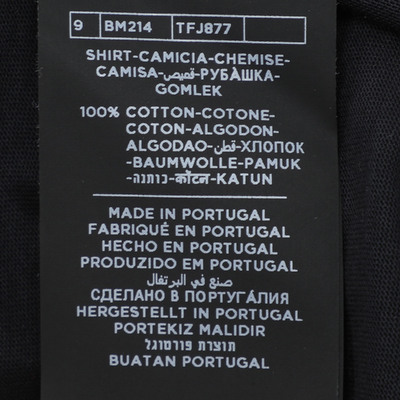 9 BM214 TFJ877
SHIRT-CAMICIA-CHEMISE-
CAMISA-قميص-РУБАШКА-
GOMLEK
100% COTTON-COTONE-
COTON-ALGODON-
ALGODAO-قطن-ХЛОПОК
-BAUMWOLLE-PAMUK
-כותנה-कॉटन-KATUN
MADE IN PORTUGAL
FABRIQUÉ EN PORTUGAL
HECHO EN PORTUGAL
PRODUZIDO EM PORTUGAL
صنع في البرتغال
СДЕЛАНО В ПОРТУГАЛИЯ
HERGESTELLT IN PORTUGAL
PORTEKIZ MALIDIR
תוצרת פורטוגל
BUATAN PORTUGAL